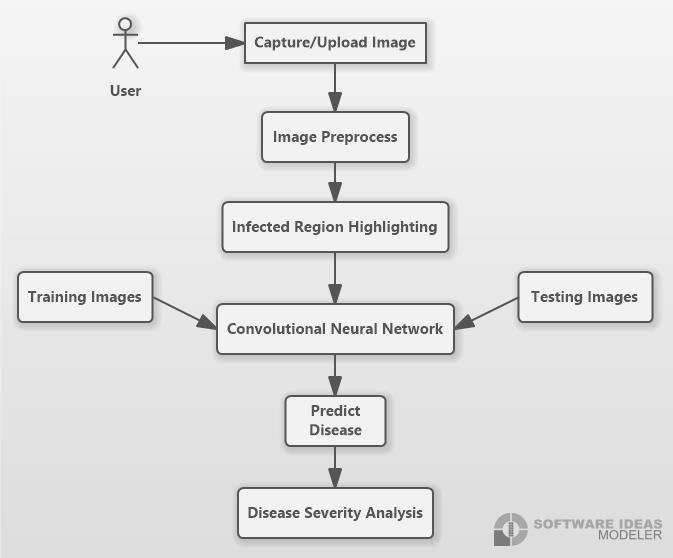 Capture/Upload Image
User
Image Preprocess
Infected Region Highlighting
Training Images
Testing Images
Convolutional Neural Network
Predict
Disease
Disease Severity Analysis
SOFTWARE IDEAS
MODELER